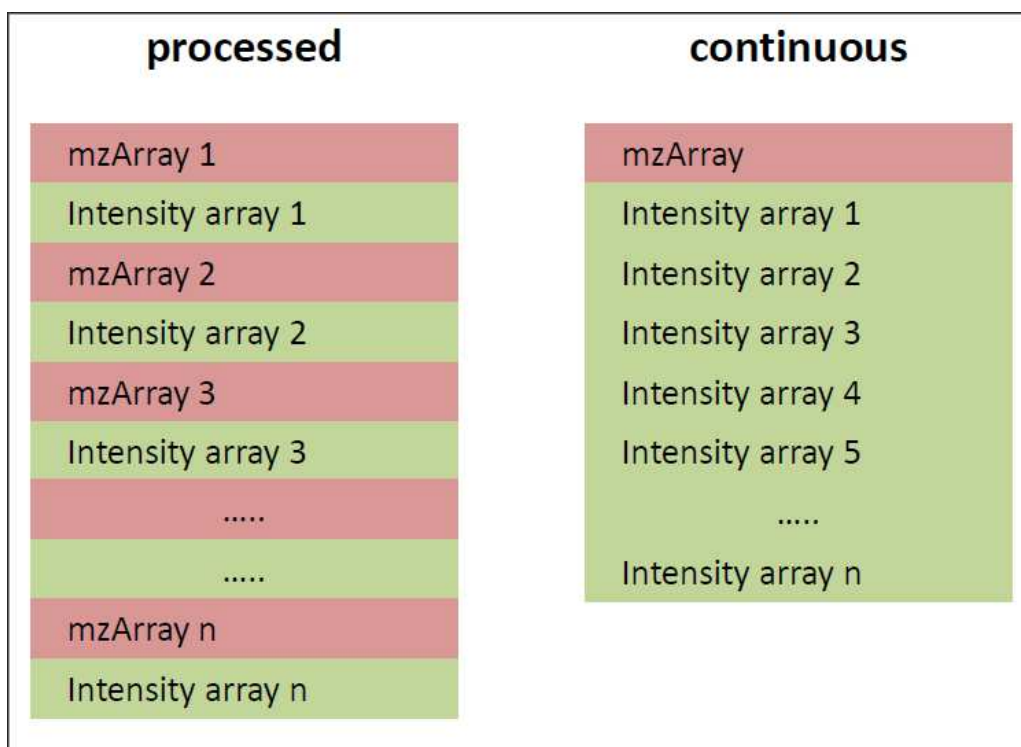 processed
mzArray 1
Intensity array 1
mzArray 2
Intensity array 2
mzArray 3
Intensity array 3
.....
.....
mzArray n
Intensity array n
continuous
mzArray
Intensity array 1
Intensity array 2
Intensity array 3
Intensity array 4
Intensity array 5
.....
Intensity array n